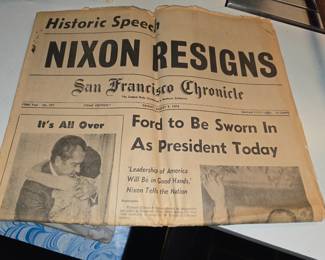 Historic Speech
NIXON RESIGNS
San Francisco Chronicle
It's All Over
Ford to Be Sworn In
As President Today
'Leadership of America
Will Be in Good Hands,'
Nixon Tells the Nation